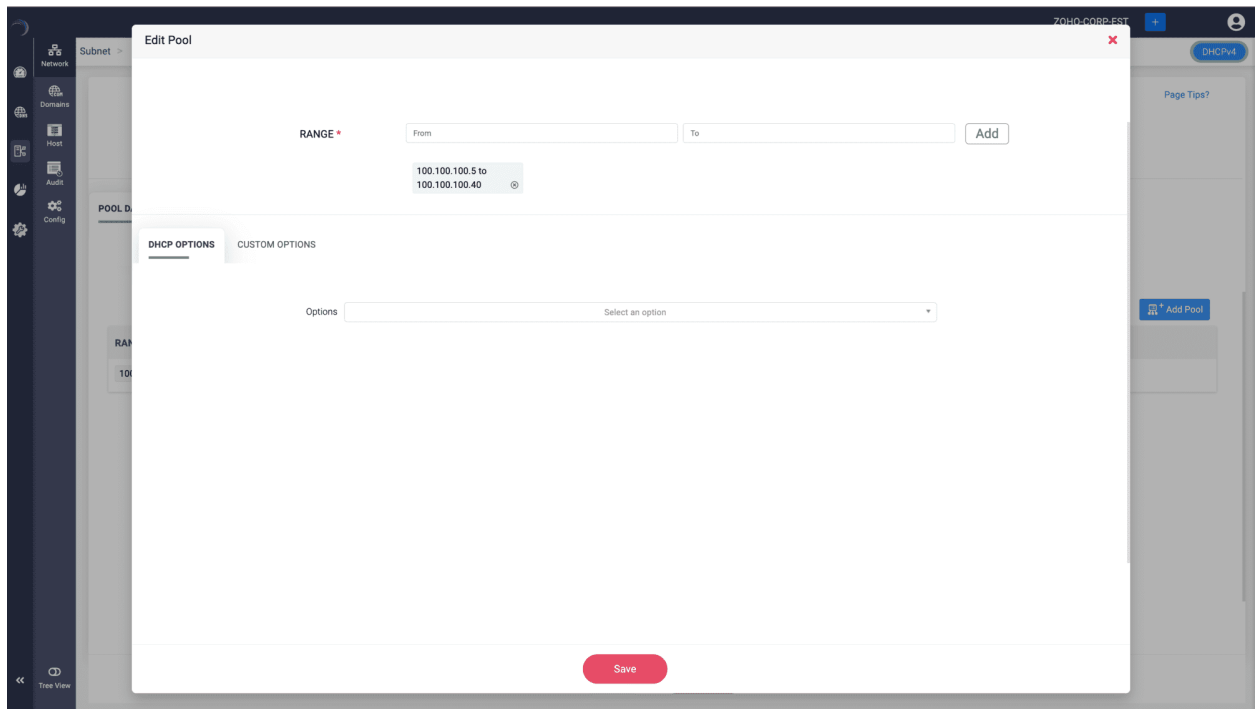 ZOHO-CORP-EST
+
Edit Pool
Subnet >
DHCPv4
Network
Page Tips?
Domains
RANGE *
From
To
Add
Host
100.100.100.5 to
100.100.100.40
Audit
POOL DA
Config
DHCP OPTIONS
CUSTOM OPTIONS
Options
Select an option
Add Pool
RAN
100
Save
Tree View